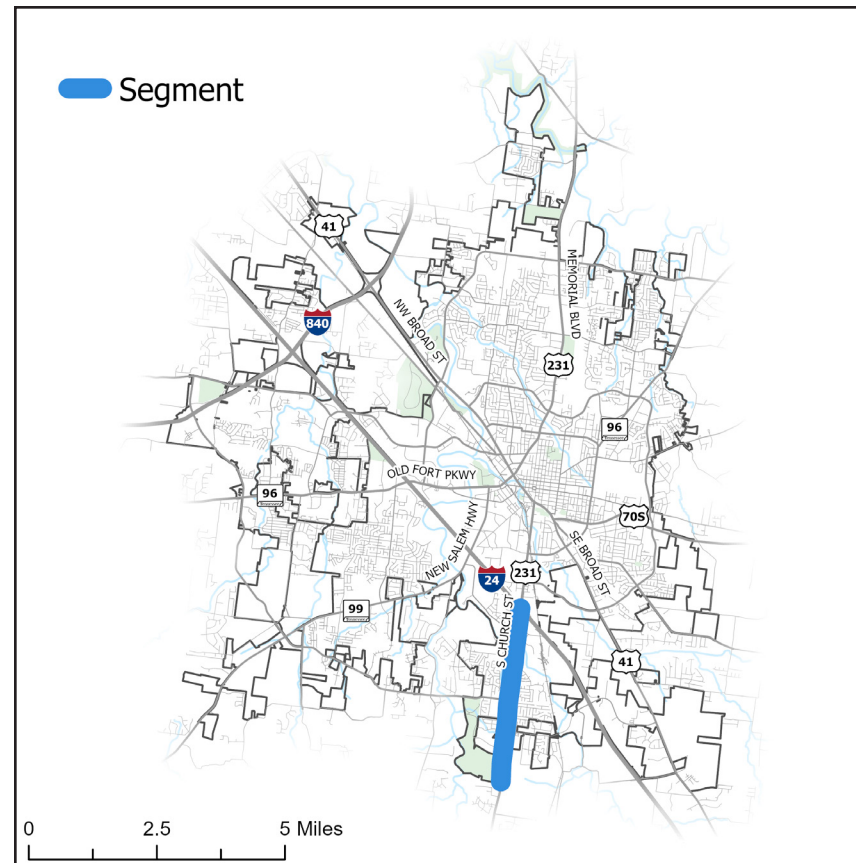 Segment
41
MEMORIAL BLVD
840
NW BROAD ST
231
96
OLD FORT PKWY
96
70S
NEW SALEM HWY
SE BROAD ST
24
231
99
S CHURCH ST
41
0 2.5 5 Miles